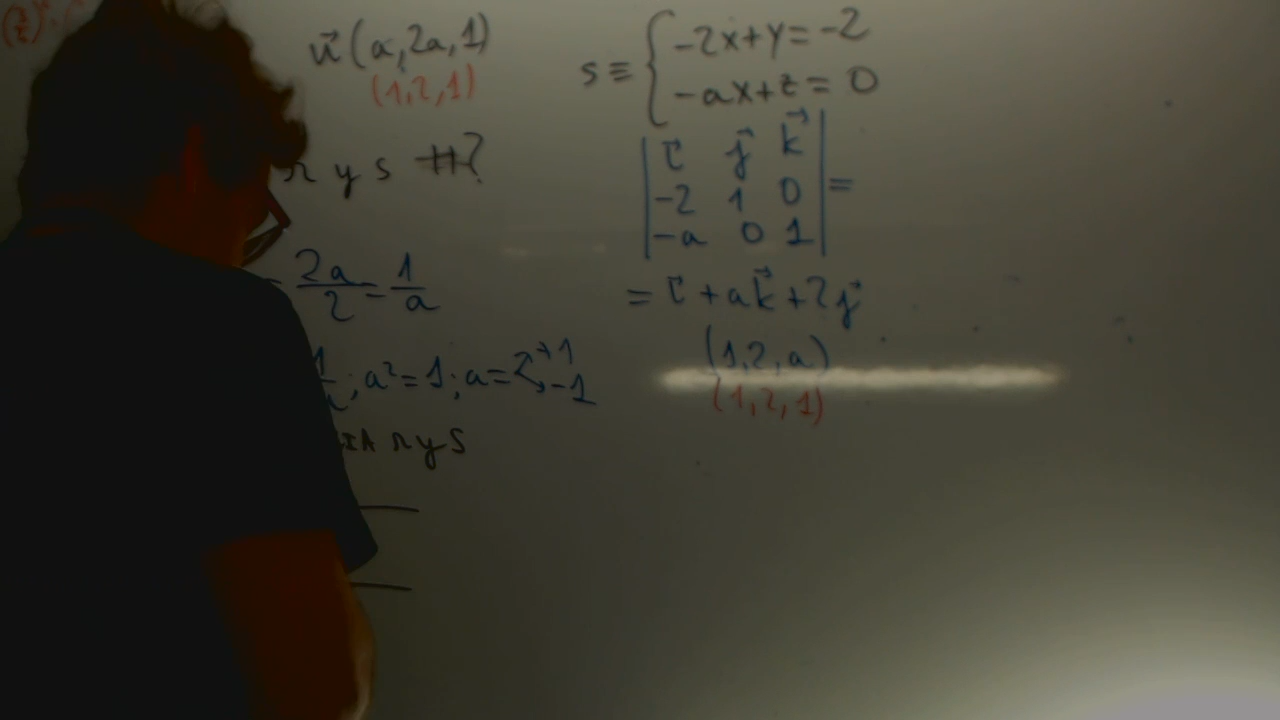 u⃗(a,2a,1)
(1,2,1)
r y s #?
2a/2 = 1/a
; a²=1; a= +1 -1
r y s
s ≡ { -2x+y=-2
-ax+z=0
| i⃗ j⃗ k⃗ |
| -2 1 0 | =
| -a 0 1 |
= i⃗ + ak⃗ + 2j⃗
(1,2,a)
(1,2,1)